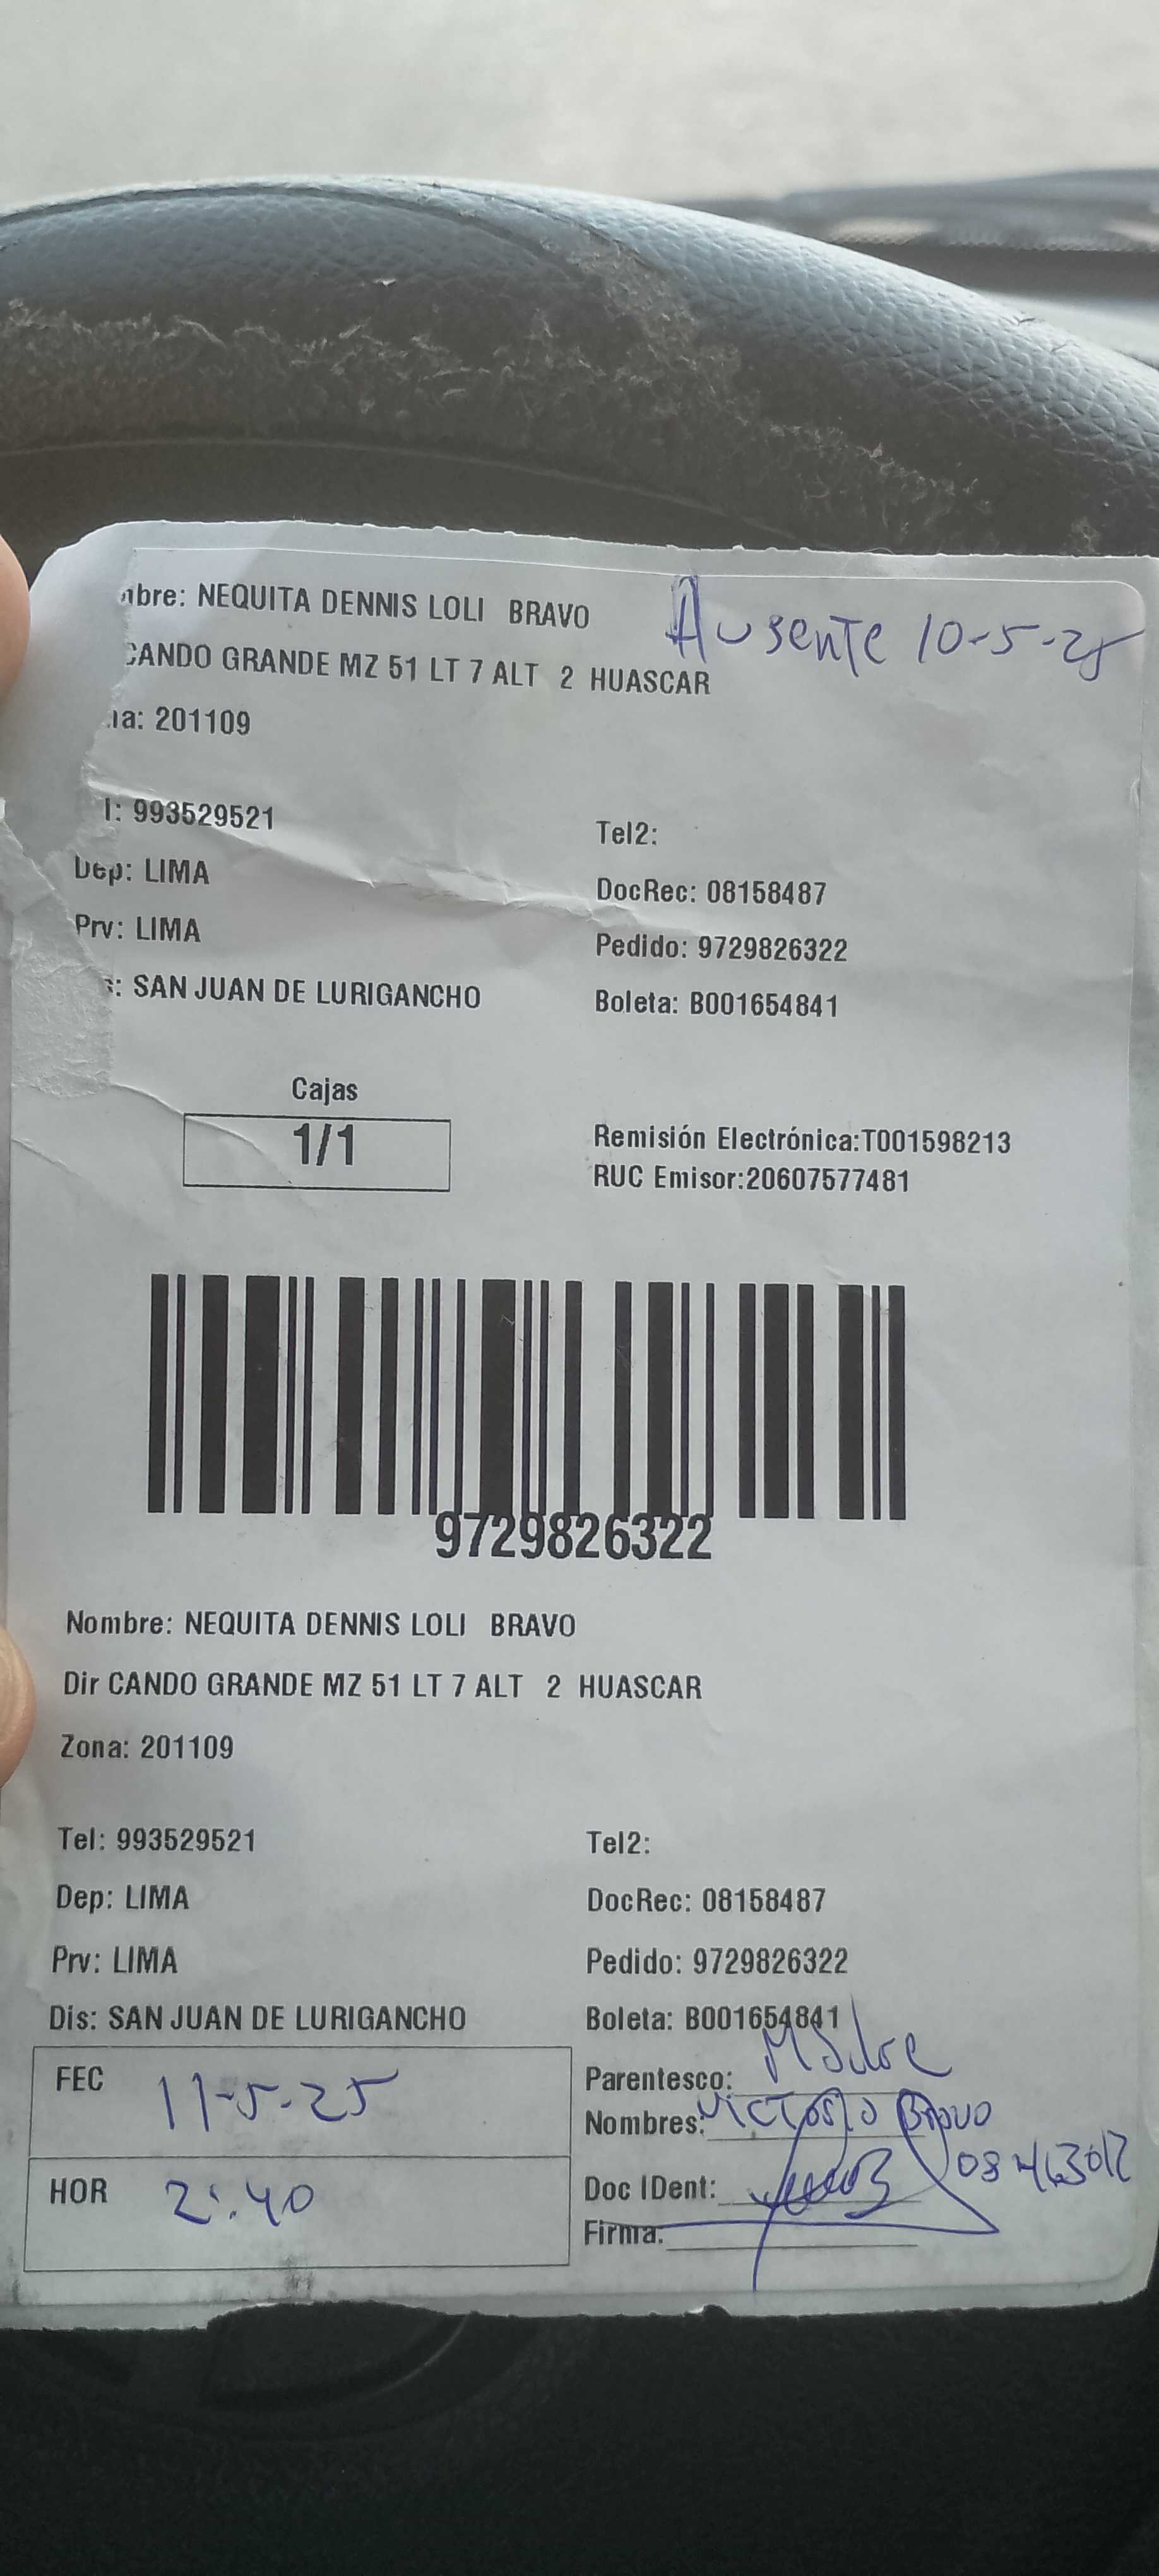 mbre: NEQUITA DENNIS LOLI BRAVO
Ausente 10-5-25
CANDO GRANDE MZ 51 LT 7 ALT 2 HUASCAR
na: 201109
l: 993529521
Tel2:
Dep: LIMA
DocRec: 08158487
Prv: LIMA
Pedido: 9729826322
s: SAN JUAN DE LURIGANCHO
Boleta: B001654841
Cajas
1/1
Remisión Electrónica:T001598213
RUC Emisor:20607577481
9729826322
Nombre: NEQUITA DENNIS LOLI BRAVO
Dir CANDO GRANDE MZ 51 LT 7 ALT 2 HUASCAR
Zona: 201109
Tel: 993529521
Tel2:
Dep: LIMA
DocRec: 08158487
Prv: LIMA
Pedido: 9729826322
Dis: SAN JUAN DE LURIGANCHO
Boleta: B001654841
FEC 11-5-25
Parentesco: Madre
Nombres: Bravo
HOR 2:40
Doc IDent:
Firma: